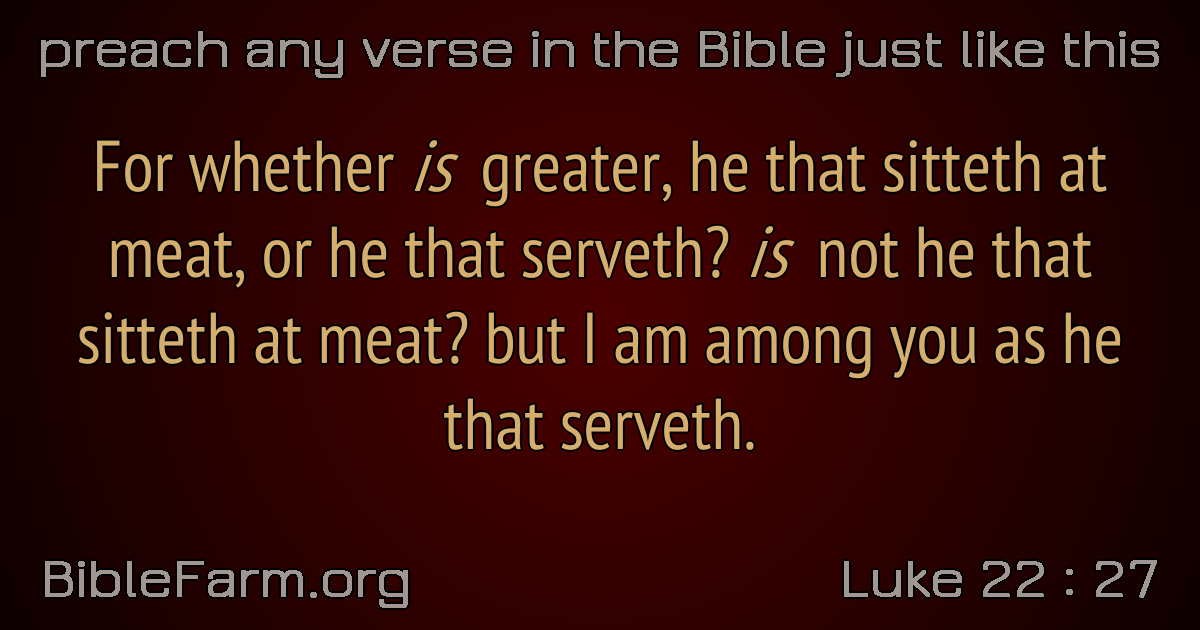 preach any verse in the Bible just like this
For whether is greater, he that sitteth at
meat, or he that serveth? is not he that
sitteth at meat? but I am among you as he
that serveth.
BibleFarm.org
Luke 22 : 27